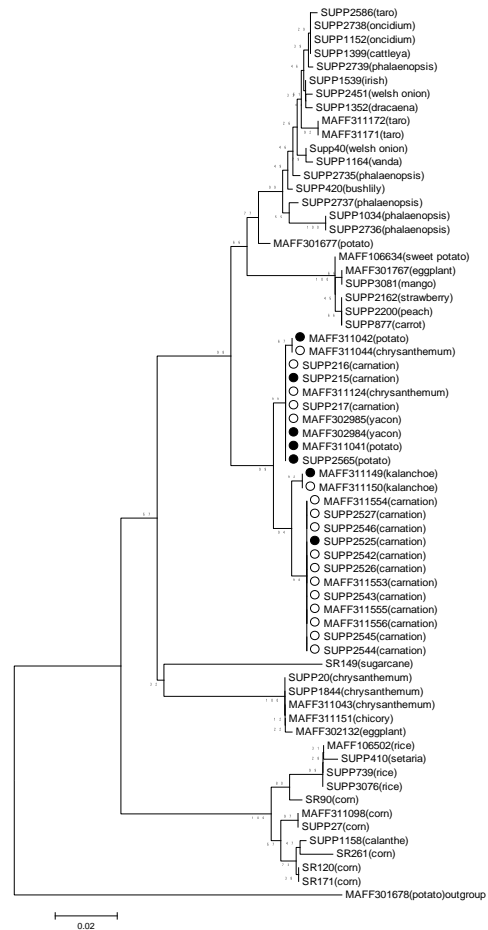 SUPP2586(taro)
SUPP2738(oncidium)
SUPP1152(oncidium)
SUPP1399(cattleya)
SUPP2739(phalaenopsis)
SUPP1539(irish)
SUPP2451(welsh onion)
SUPP1352(dracaena)
MAFF311172(taro)
MAFF31171(taro)
Supp40(welsh onion)
SUPP1164(vanda)
SUPP2735(phalaenopsis)
SUPP420(bushlily)
SUPP2737(phalaenopsis)
SUPP1034(phalaenopsis)
SUPP2736(phalaenopsis)
MAFF301677(potato)
MAFF106634(sweet potato)
MAFF301767(eggplant)
SUPP3081(mango)
SUPP2162(strawberry)
SUPP2200(peach)
SUPP877(carrot)
MAFF311042(potato)
MAFF311044(chrysanthemum)
SUPP216(carnation)
SUPP215(carnation)
MAFF311124(chrysanthemum)
SUPP217(carnation)
MAFF302985(yacon)
MAFF302984(yacon)
MAFF311041(potato)
SUPP2565(potato)
MAFF311149(kalanchoe)
MAFF311150(kalanchoe)
MAFF311554(carnation)
SUPP2527(carnation)
SUPP2546(carnation)
SUPP2525(carnation)
SUPP2542(carnation)
SUPP2526(carnation)
MAFF311553(carnation)
SUPP2543(carnation)
MAFF311555(carnation)
MAFF311556(carnation)
SUPP2545(carnation)
SUPP2544(carnation)
SR149(sugarcane)
SUPP20(chrysanthemum)
SUPP1844(chrysanthemum)
MAFF311043(chrysanthemum)
MAFF311151(chicory)
MAFF302132(eggplant)
MAFF106502(rice)
SUPP410(setaria)
SUPP739(rice)
SUPP3076(rice)
SR90(corn)
MAFF311098(corn)
SUPP27(corn)
SUPP1158(calanthe)
SR261(corn)
SR120(corn)
SR171(corn)
MAFF301678(potato)outgroup
0.02